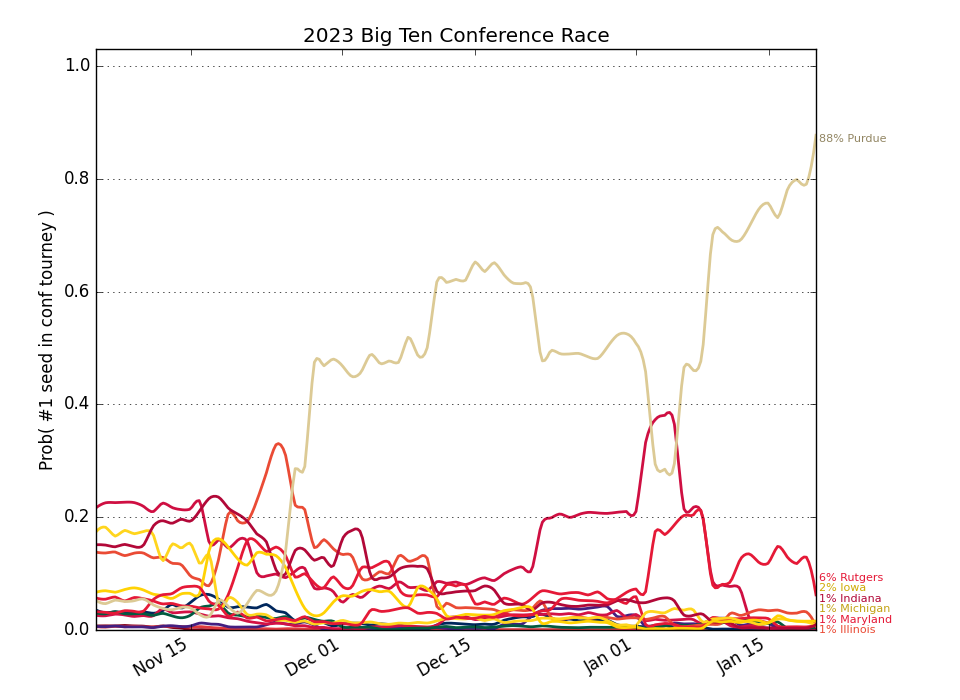 2023 Big Ten Conference Race
Prob( #1 seed in conf tourney )
1.0
0.8
0.6
0.4
0.2
0.0
Nov 15
Dec 01
Dec 15
Jan 01
Jan 15
88% Purdue
6% Rutgers
2% Iowa
1% Indiana
1% Michigan
1% Maryland
1% Illinois